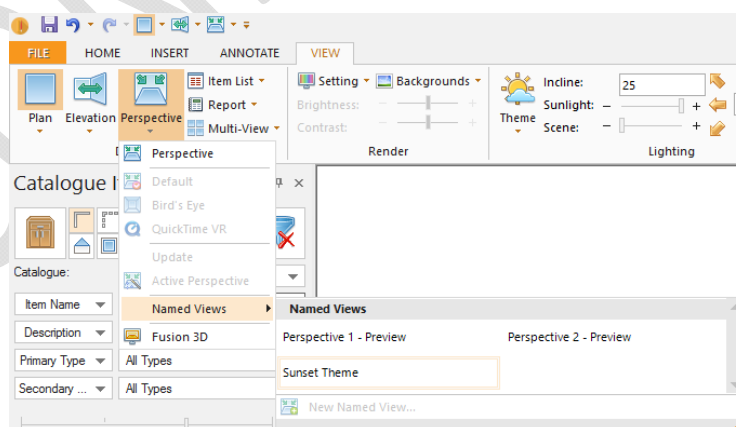 FILE HOME INSERT ANNOTATE VIEW
Plan Elevation Perspective
Item List
Report
Multi-View
Setting Backgrounds
Brightness: - +
Contrast: - +
Render
Theme
Incline: 25
Sunlight: - +
Scene: - +
Lighting
Catalogue I
Catalogue:
Item Name
Description
Primary Type All Types
Secondary ... All Types
Perspective
Default
Bird's Eye
QuickTime VR
Update
Active Perspective
Named Views
Fusion 3D
Named Views
Perspective 1 - Preview Perspective 2 - Preview
Sunset Theme
New Named View...